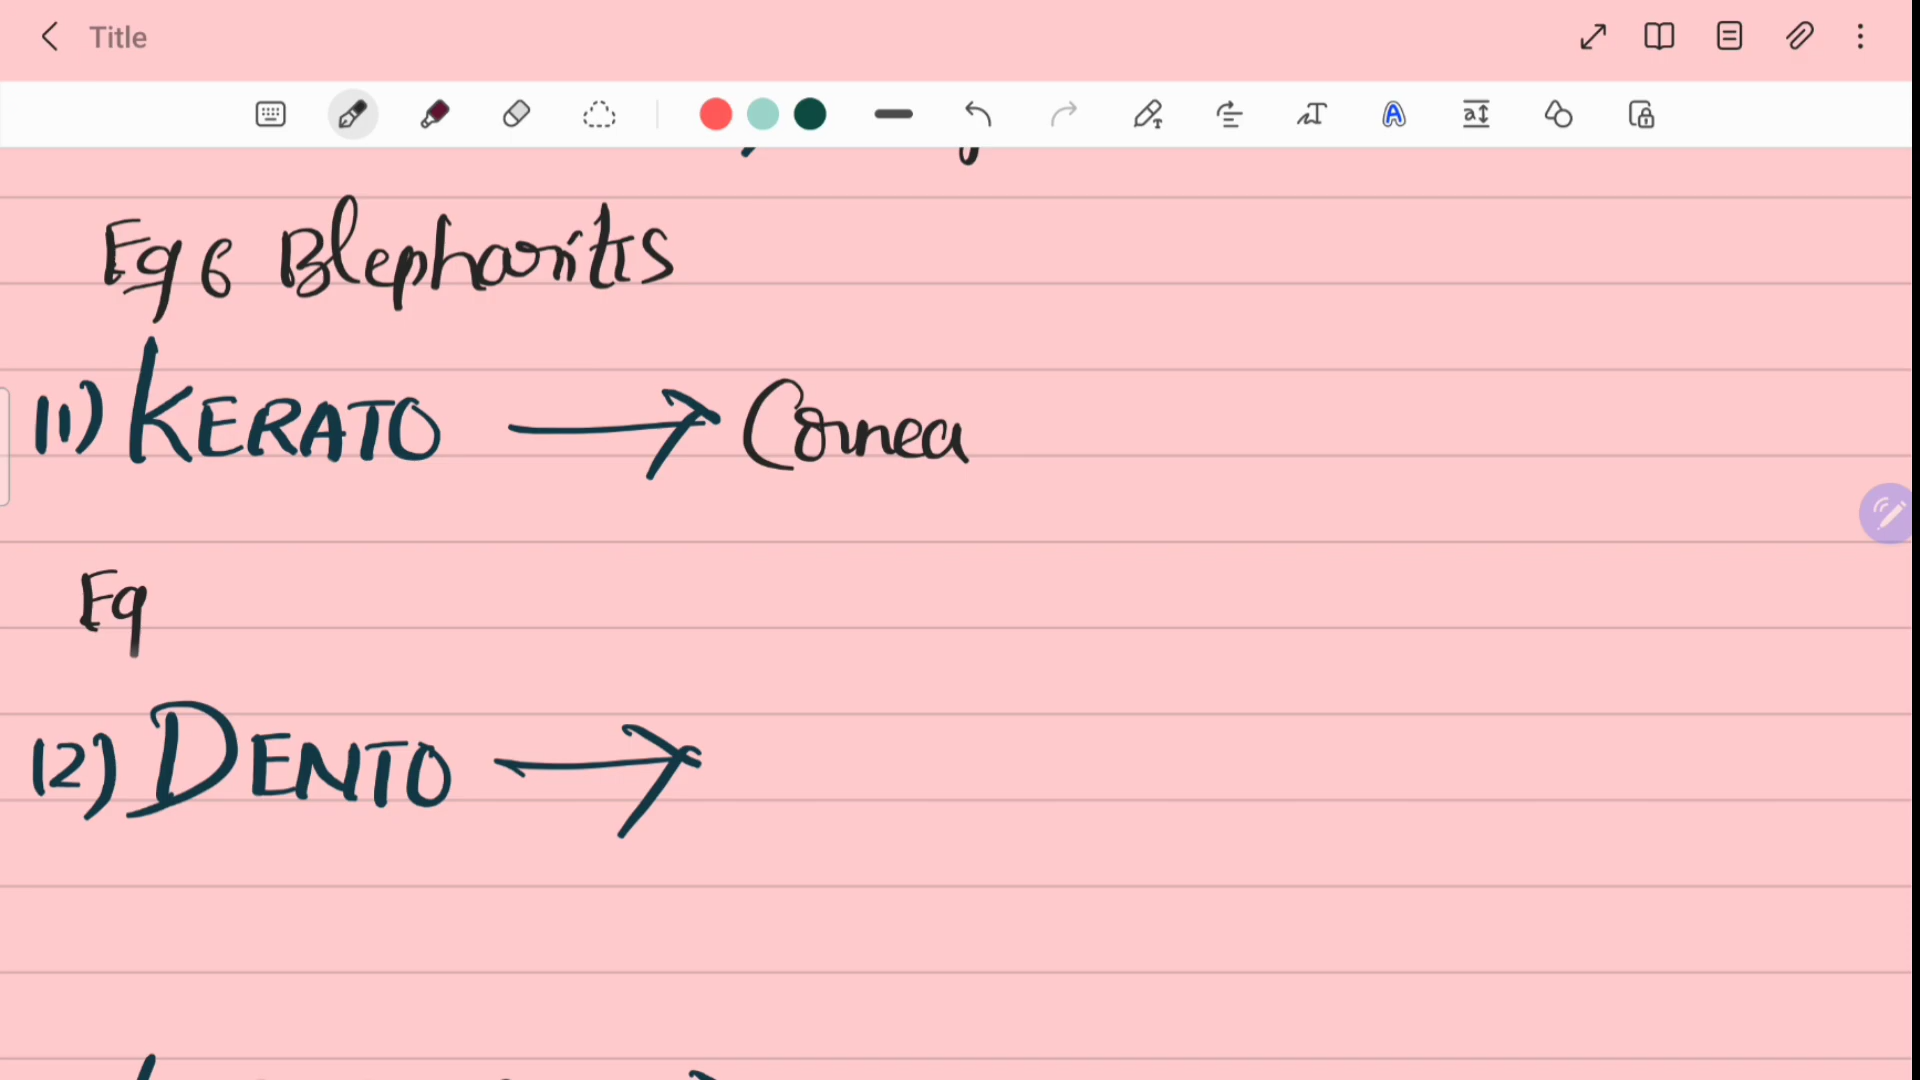 Title
Eg 6 Blepharitis
11) KERATO → Cornea
Eg
12) DENTO →